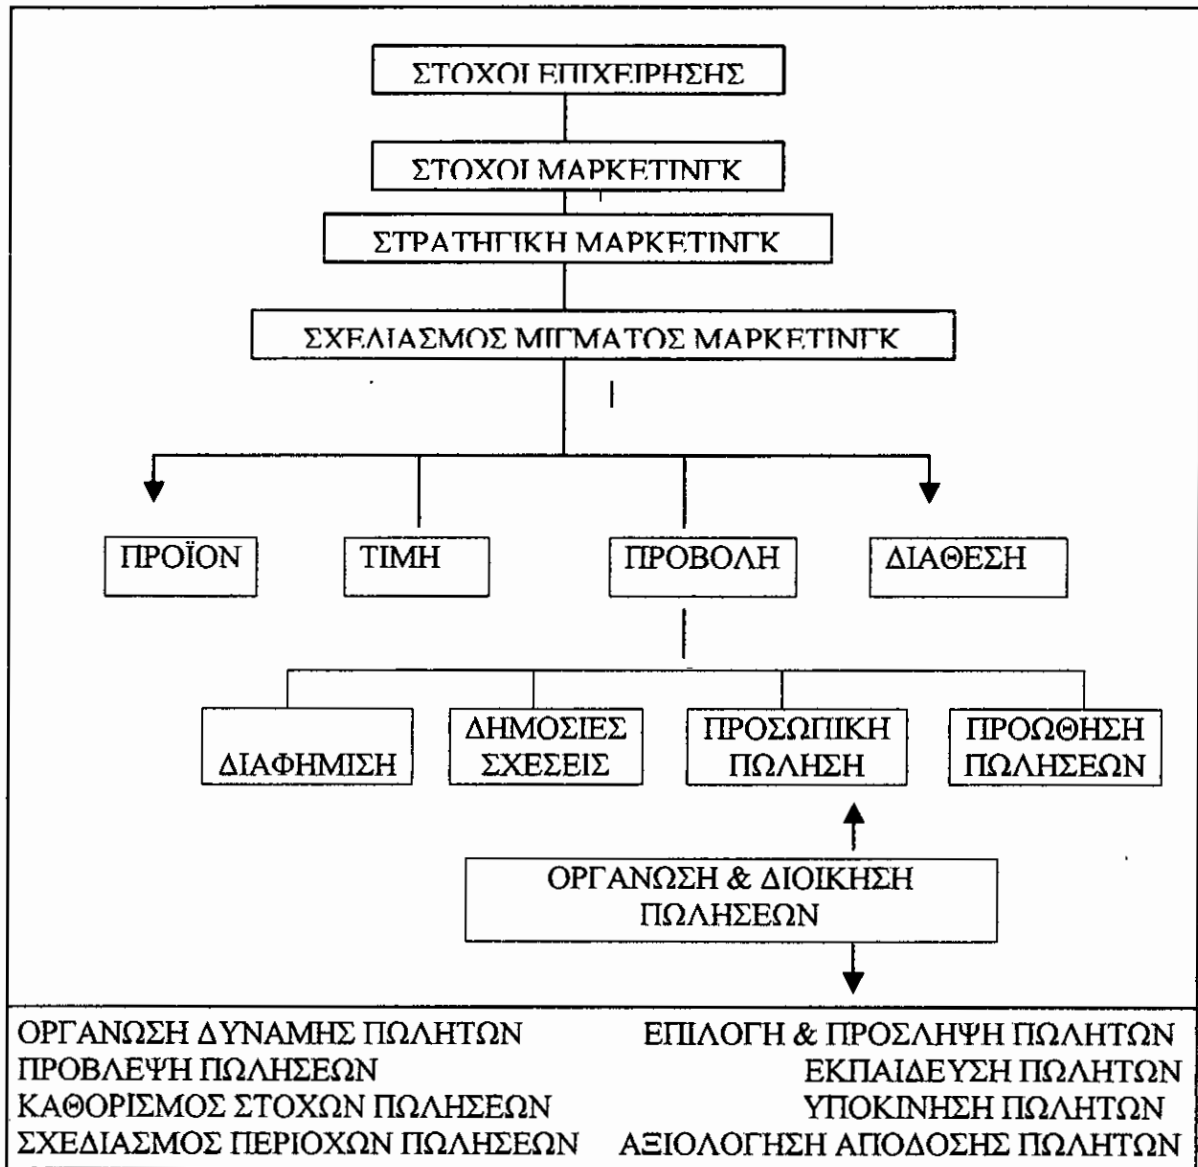 ΣΤΟΧΟΙ ΕΠΙΧΕΙΡΗΣΗΣ
ΣΤΟΧΟΙ ΜΑΡΚΕΤΙΝΓΚ
ΣΤΡΑΤΗΓΙΚΗ ΜΑΡΚΕΤΙΝΓΚ
ΣΧΕΔΙΑΣΜΟΣ ΜΙΓΜΑΤΟΣ ΜΑΡΚΕΤΙΝΓΚ
ΠΡΟΪΟΝ ΤΙΜΗ ΠΡΟΒΟΛΗ ΔΙΑΘΕΣΗ
ΔΙΑΦΗΜΙΣΗ
ΔΗΜΟΣΙΕΣ
ΣΧΕΣΕΙΣ
ΠΡΟΣΩΠΙΚΗ
ΠΩΛΗΣΗ
ΠΡΟΩΘΗΣΗ
ΠΩΛΗΣΕΩΝ
ΟΡΓΑΝΩΣΗ & ΔΙΟΙΚΗΣΗ
ΠΩΛΗΣΕΩΝ
ΟΡΓΑΝΩΣΗ ΔΥΝΑΜΗΣ ΠΩΛΗΤΩΝ
ΠΡΟΒΛΕΨΗ ΠΩΛΗΣΕΩΝ
ΚΑΘΟΡΙΣΜΟΣ ΣΤΟΧΩΝ ΠΩΛΗΣΕΩΝ
ΣΧΕΔΙΑΣΜΟΣ ΠΕΡΙΟΧΩΝ ΠΩΛΗΣΕΩΝ
ΕΠΙΛΟΓΗ & ΠΡΟΣΛΗΨΗ ΠΩΛΗΤΩΝ
ΕΚΠΑΙΔΕΥΣΗ ΠΩΛΗΤΩΝ
ΥΠΟΚΙΝΗΣΗ ΠΩΛΗΤΩΝ
ΑΞΙΟΛΟΓΗΣΗ ΑΠΟΔΟΣΗΣ ΠΩΛΗΤΩΝ